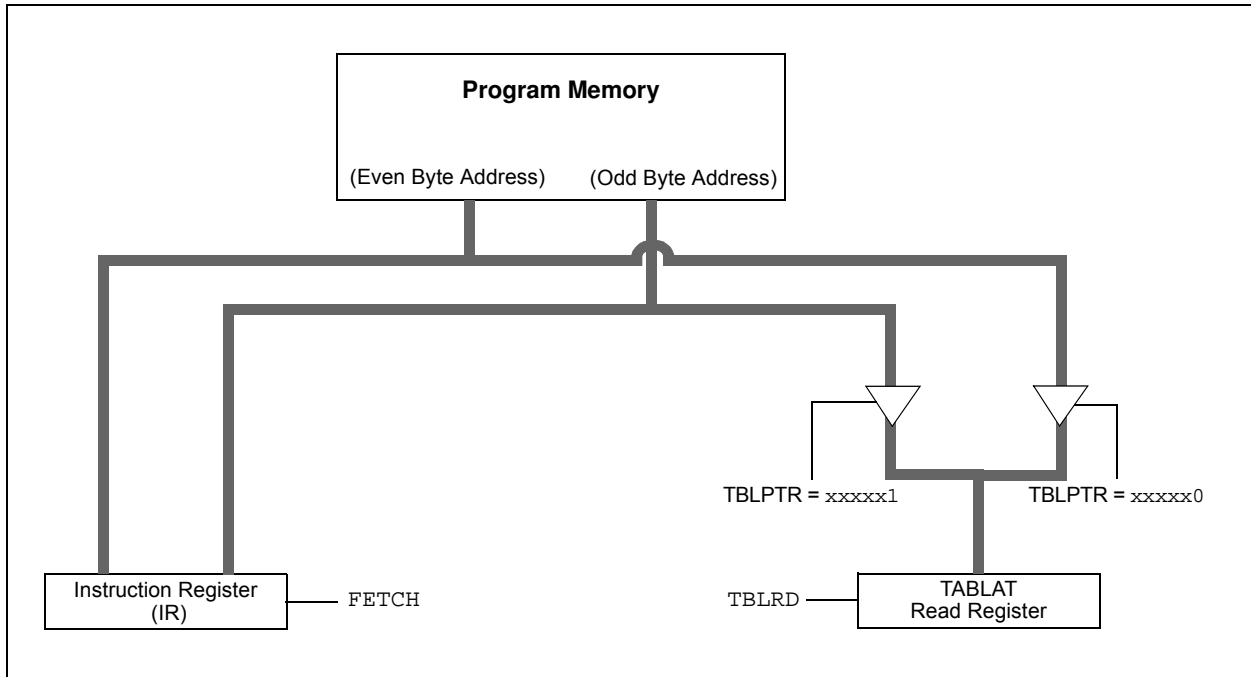 Program Memory
(Even Byte Address) (Odd Byte Address)
TBLPTR = xxxxx1 TBLPTR = xxxxx0
Instruction Register
(IR)
FETCH
TBLRD
TABLAT
Read Register